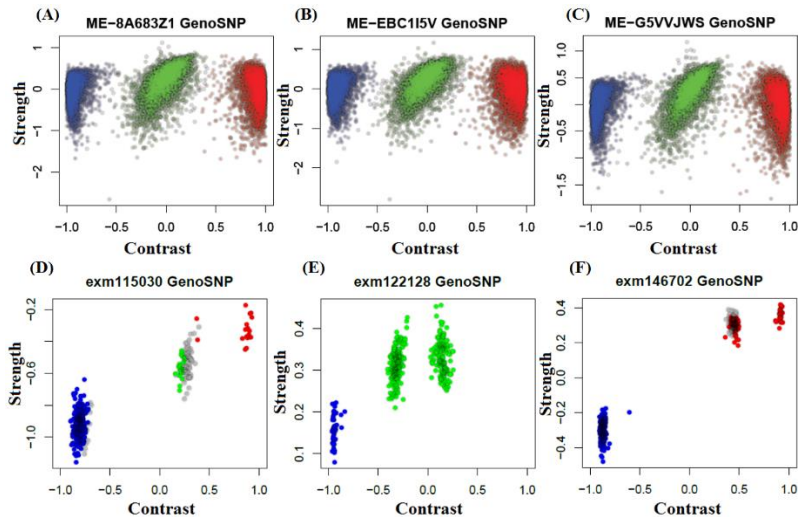 (A)
ME−8A683Z1 GenoSNP
Strength
1
0
−1
−2
−1.0 −0.5 0.0 0.5 1.0
Contrast
(B)
ME−EBC1I5V GenoSNP
Strength
1
0
−1
−2
−1.0 −0.5 0.0 0.5 1.0
Contrast
(C)
ME−G5VVJWS GenoSNP
Strength
1.0
0.5
−0.5
−1.5
−1.0 −0.5 0.0 0.5 1.0
Contrast
(D)
exm115030 GenoSNP
Strength
−0.2
−0.6
−1.0
−1.0 −0.5 0.0 0.5 1.0
Contrast
(E)
exm122128 GenoSNP
Strength
0.4
0.3
0.2
0.1
−1.0 −0.5 0.0 0.5 1.0
Contrast
(F)
exm146702 GenoSNP
Strength
0.4
0.2
0.0
−0.2
−0.4
−1.0 −0.5 0.0 0.5 1.0
Contrast